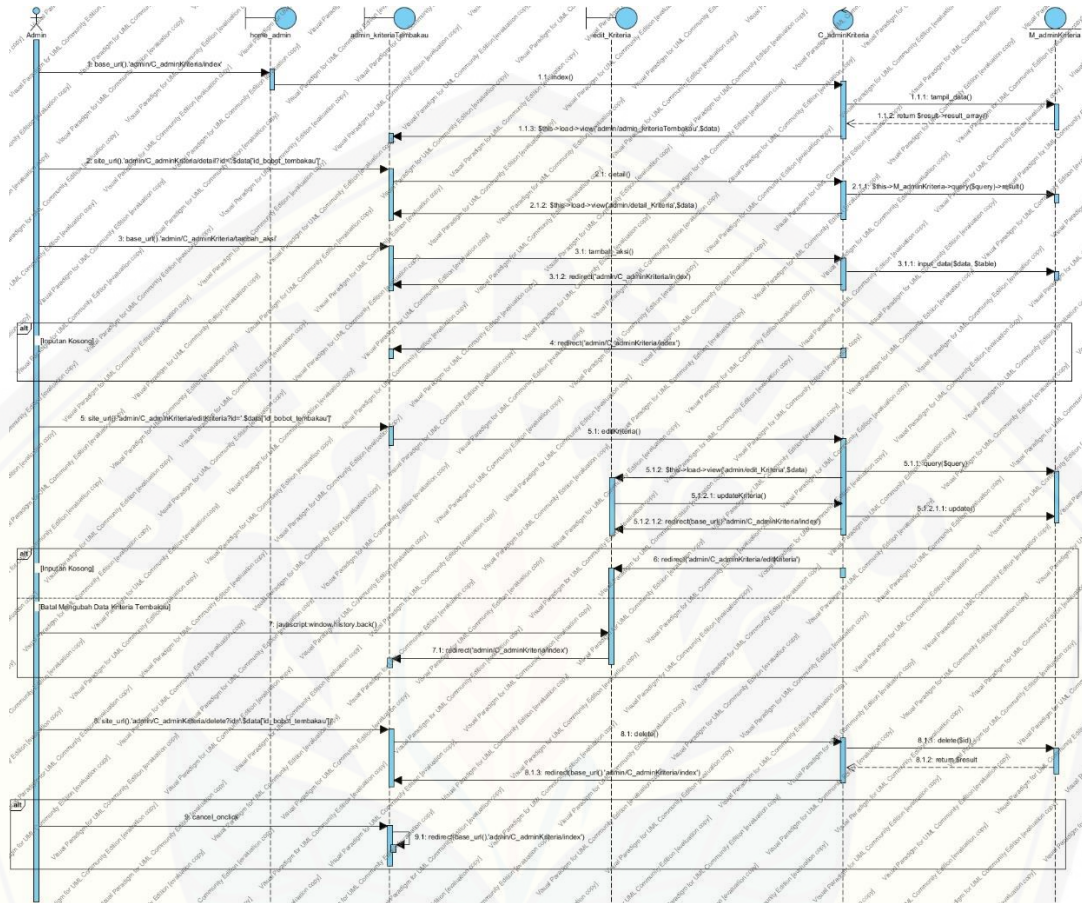 Admin
home_admin
admin_kriteriaTembakau
edit_Kriteria
C_adminKriteria
M_adminKriteria
1: base_url().'admin/C_adminKriteria/index'
1.1: index()
1.1.1: tampil_data()
1.1.2: return $result->result_array()
1.1.3: $this->load->view('admin/admin_kriteriaTembakau',$data)
2: site_url().'admin/C_adminKriteria/detail?id='.$data['id_bobot_tembakau']'
2.1: detail()
2.1.1: $this->M_adminKriteria->query($query)->result()
2.1.2: $this->load->view('admin/detail_Kriteria',$data)
3: base_url().'admin/C_adminKriteria/tambah_aksi'
3.1: tambah_aksi()
3.1.1: input_data($data, $table)
3.1.2: redirect('admin/C_adminKriteria/index')
alt
[Inputan Kosong]
4: redirect('admin/C_adminKriteria/index')
5: site_url().'admin/C_adminKriteria/editKriteria?id='.$data['id_bobot_tembakau']'
5.1: editKriteria()
5.1.1: query($query)
5.1.2: $this->load->view('admin/edit_Kriteria',$data)
5.1.2.1: updateKriteria()
5.1.2.1.1: update()
5.1.2.1.2: redirect(base_url().'admin/C_adminKriteria/index')
alt
[Inputan Kosong]
6: redirect('admin/C_adminKriteria/editKriteria')
[Batal Mengubah Data Kriteria Tembakau]
7: javascript:window.history.back()
7.1: redirect('admin/C_adminKriteria/index')
8: site_url().'admin/C_adminKriteria/delete?id='.$data['id_bobot_tembakau']'
8.1: delete()
8.1.1: delete($id)
8.1.2: return $result
8.1.3: redirect(base_url().'admin/C_adminKriteria/index')
alt
9: cancel_onclick
9.1: redirect(base_url().'admin/C_adminKriteria/index')
Visual Paradigm for UML Community Edition [evaluation copy]